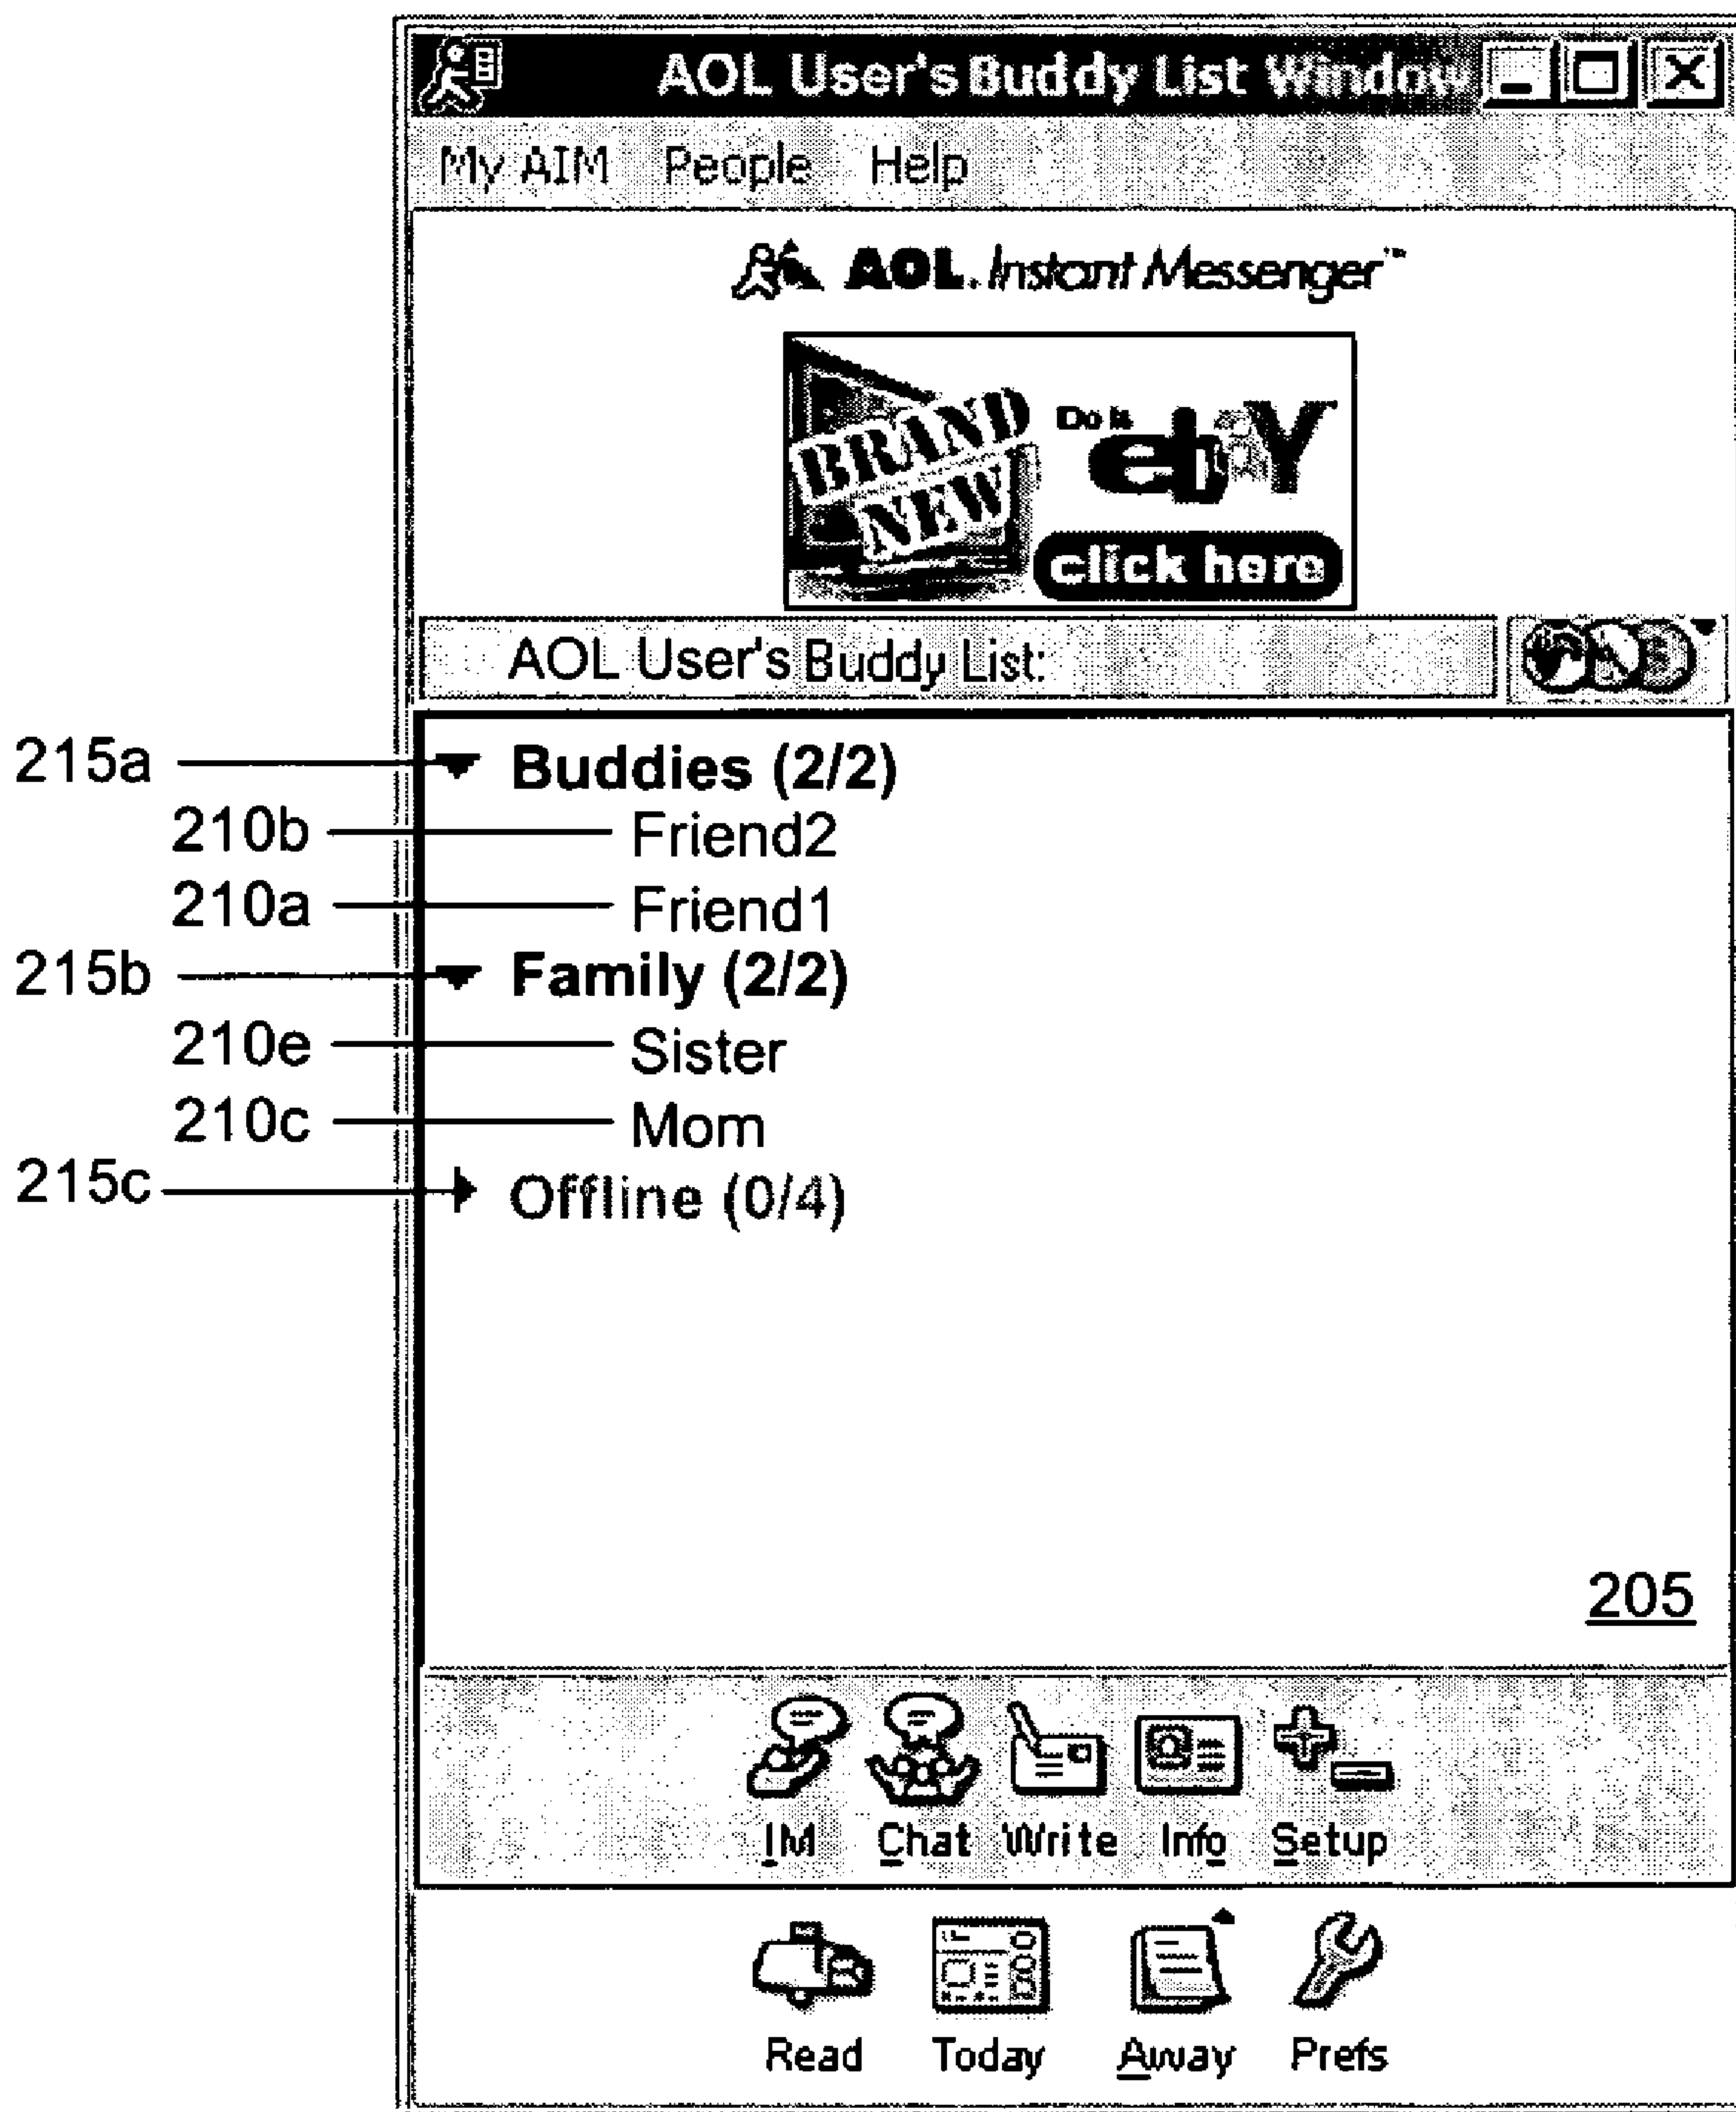 AOL User's Buddy List Window
My AIM People Help
AOL Instant Messenger™
BRAND NEW
Do it
ebY
click here
AOL User's Buddy List:
215a Buddies (2/2)
210b Friend2
210a Friend1
215b Family (2/2)
210e Sister
210c Mom
215c Offline (0/4)
205
IM Chat Write Info Setup
Read Today Away Prefs